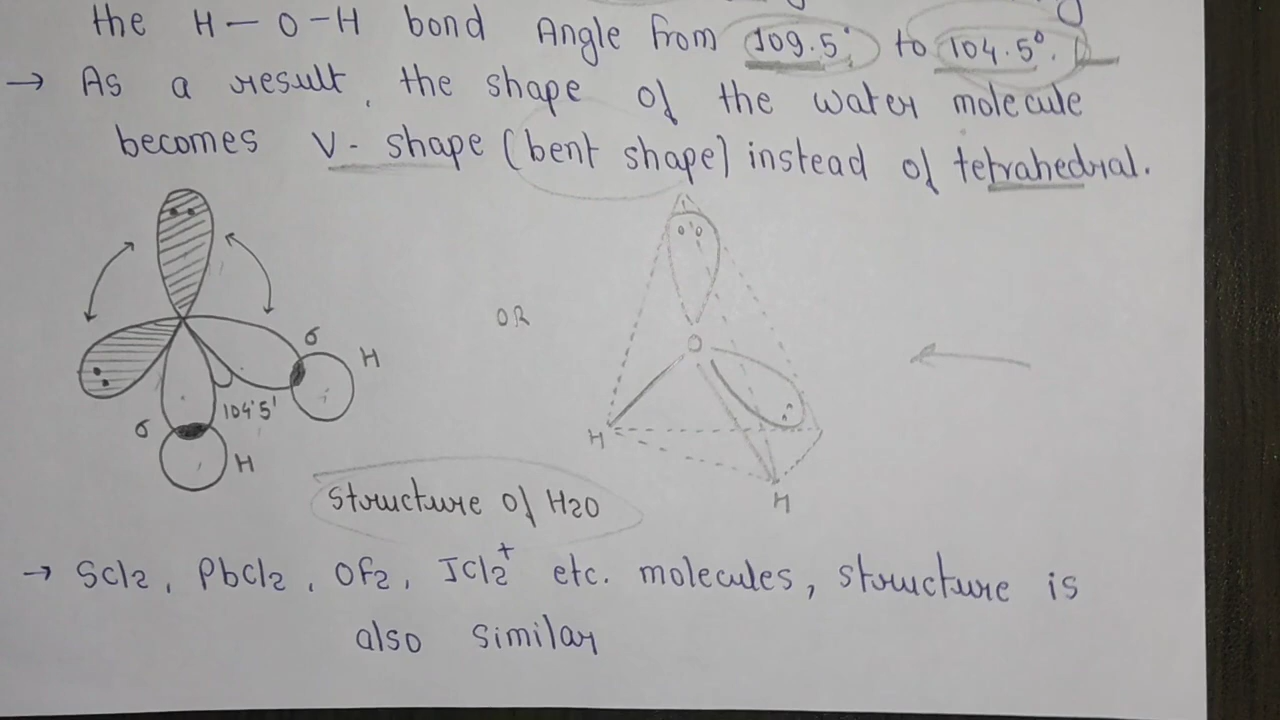 the H - O - H bond Angle from 109.5° to 104.5°.
→ As a result, the shape of the water molecule
becomes V - shape (bent shape) instead of tetrahedral.
σ H
104°5'
σ H
OR
O
H
H
Structure of H2O
→ Scl2, Pbcl2, OF2, Icl2+ etc. molecules, structure is
also similar